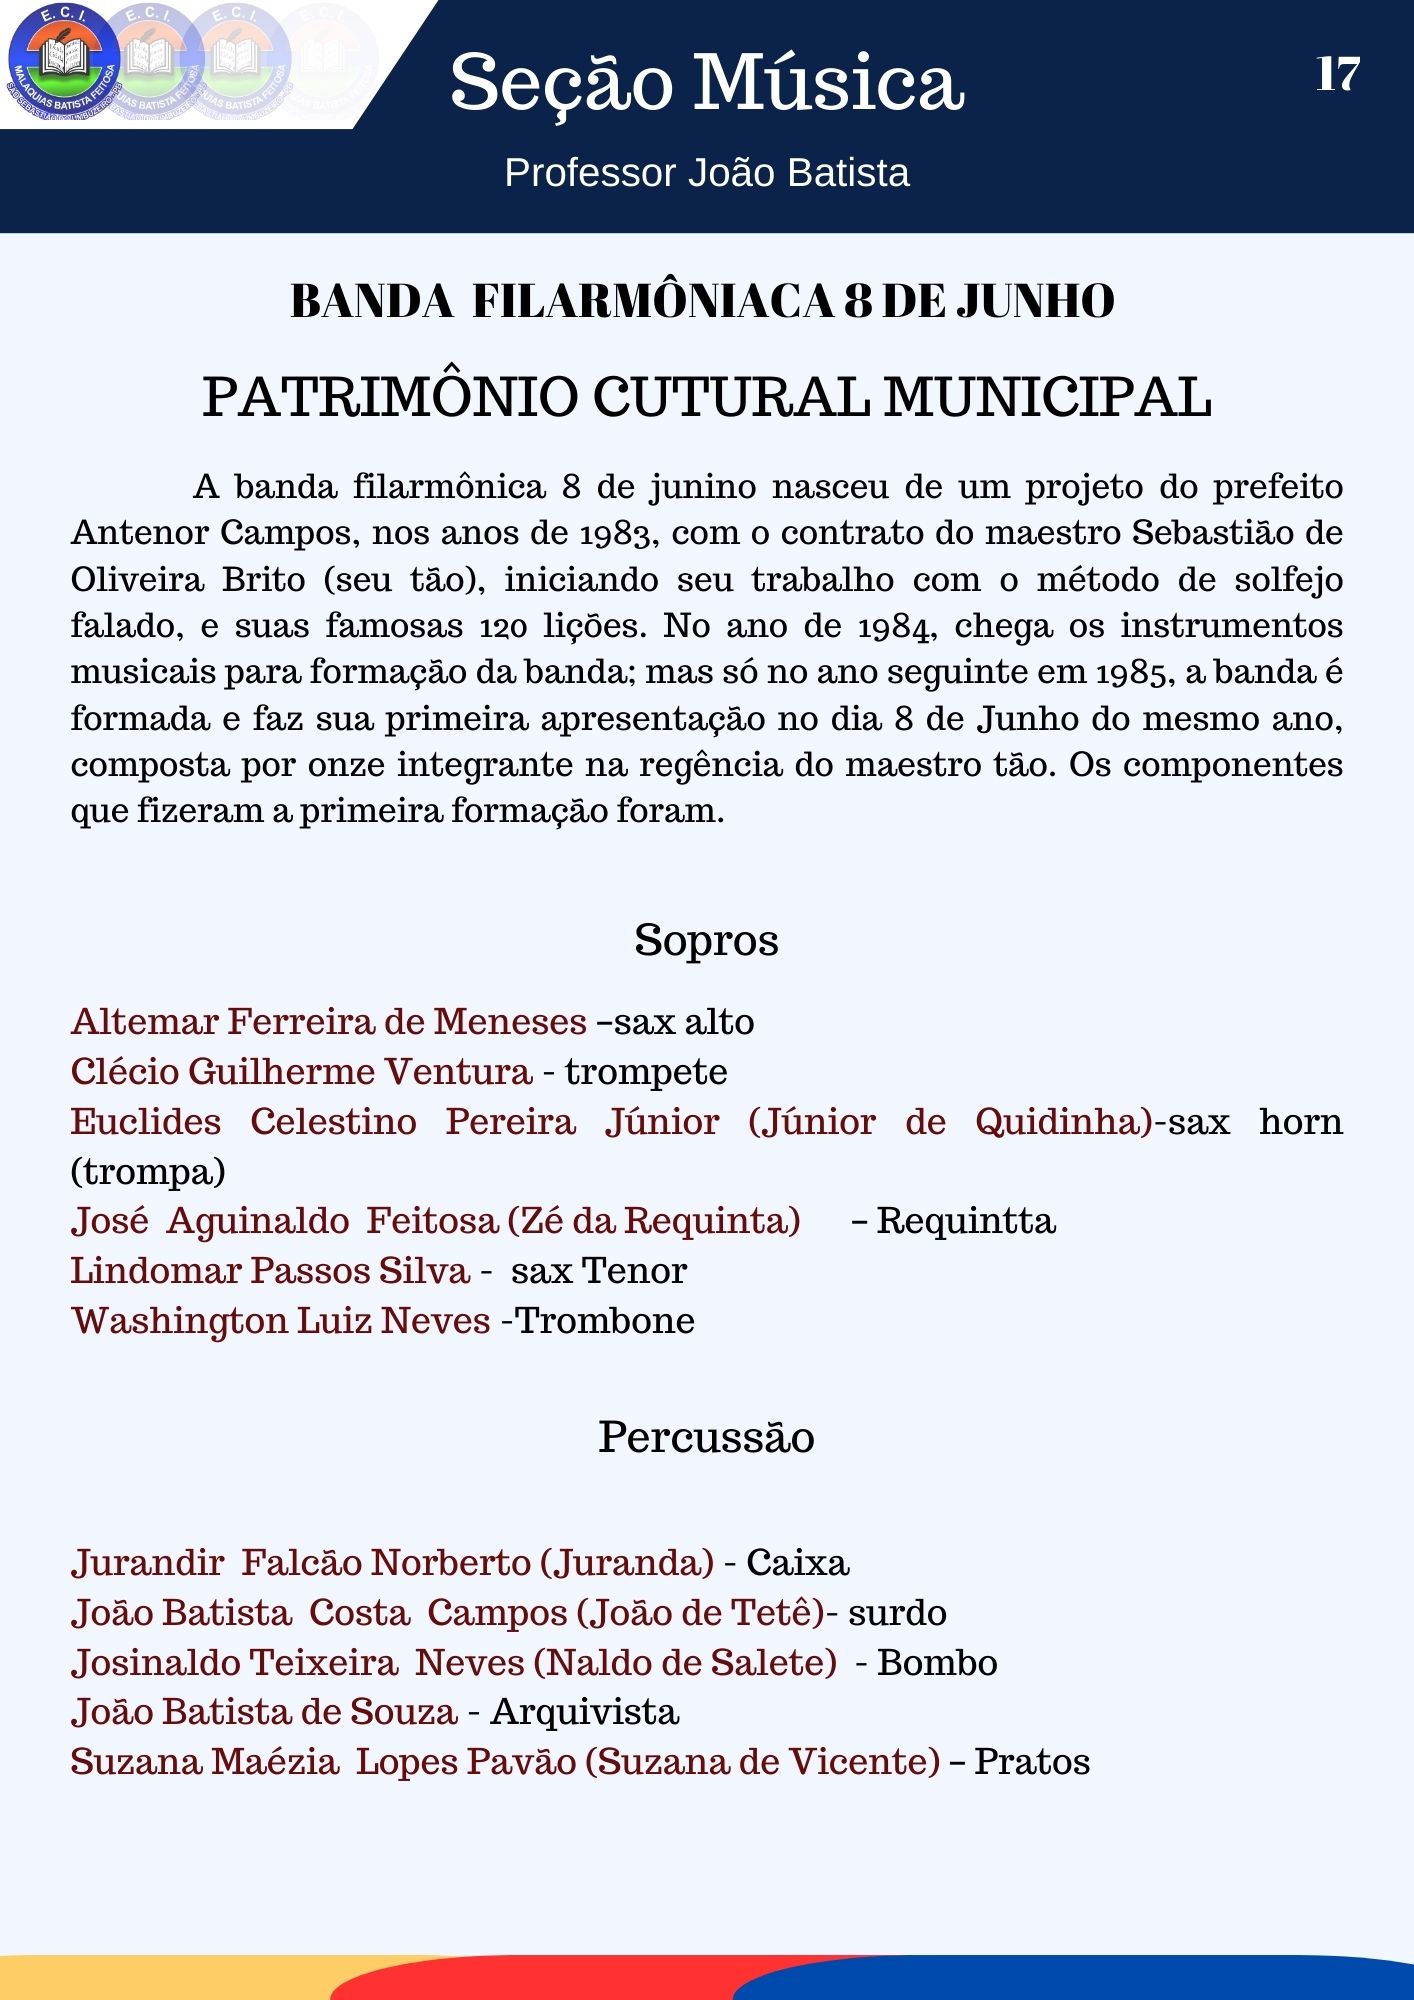 E. C. I.
MALAQUIAS BATISTA FEITOSA
E. C. I.
QUIAS BATISTA FEITOSA
E. C. I.
QUIAS BATISTA FEITOSA
Seção Música
17
Professor João Batista
BANDA FILARMÔNIACA 8 DE JUNHO
PATRIMÔNIO CUTURAL MUNICIPAL
A banda filarmônica 8 de junino nasceu de um projeto do prefeito
Antenor Campos, nos anos de 1983, com o contrato do maestro Sebastião de
Oliveira Brito (seu tão), iniciando seu trabalho com o método de solfejo
falado, e suas famosas 120 lições. No ano de 1984, chega os instrumentos
musicais para formação da banda; mas só no ano seguinte em 1985, a banda é
formada e faz sua primeira apresentação no dia 8 de Junho do mesmo ano,
composta por onze integrante na regência do maestro tão. Os componentes
que fizeram a primeira formação foram.
Sopros
Altemar Ferreira de Meneses –sax alto
Clécio Guilherme Ventura - trompete
Euclides Celestino Pereira Júnior (Júnior de Quidinha)-sax horn
(trompa)
José Aguinaldo Feitosa (Zé da Requinta) – Requintta
Lindomar Passos Silva - sax Tenor
Washington Luiz Neves -Trombone
Percussão
Jurandir Falcão Norberto (Juranda) - Caixa
João Batista Costa Campos (João de Tetê)- surdo
Josinaldo Teixeira Neves (Naldo de Salete) - Bombo
João Batista de Souza - Arquivista
Suzana Maézia Lopes Pavão (Suzana de Vicente) – Pratos